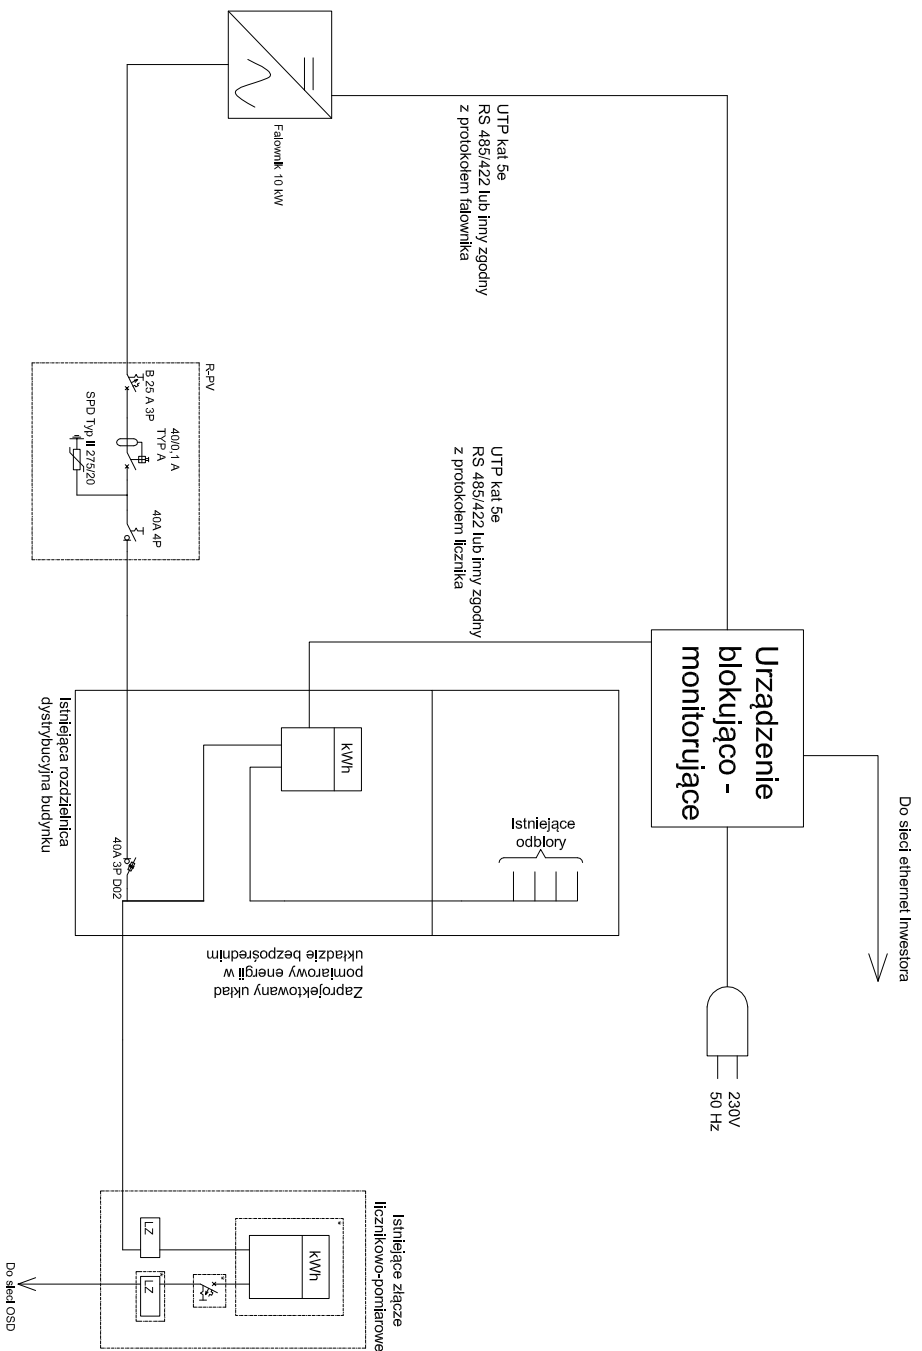 Falownik 10 kW
UTP kat 5e
RS 485/422 lub inny zgodny
z protokołem falownika
R-PV
B 25 A 3P
40/0,1 A
TYP A
SPD Typ II 275/20
40A 4P
UTP kat 5e
RS 485/422 lub inny zgodny
z protokołem licznika
Urządzenie
blokująco -
monitorujące
Do sieci ethernet Inwestora
230V
50 Hz
Istniejąca rozdzielnica
dystrybucyjna budynku
kWh
Istniejące
odbiory
40A 3P D02
Zaprojektowany układ
pomiarowy energii w
układzie bezpośrednim
Istniejące złącze
licznikowo-pomiarowe
*
kWh
LZ
*
LZ
*
Do sieci OSD